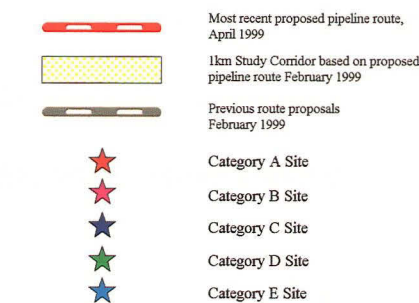 Most recent proposed pipeline route,
April 1999
1km Study Corridor based on proposed
pipeline route February 1999
Previous route proposals
February 1999
Category A Site
Category B Site
Category C Site
Category D Site
Category E Site